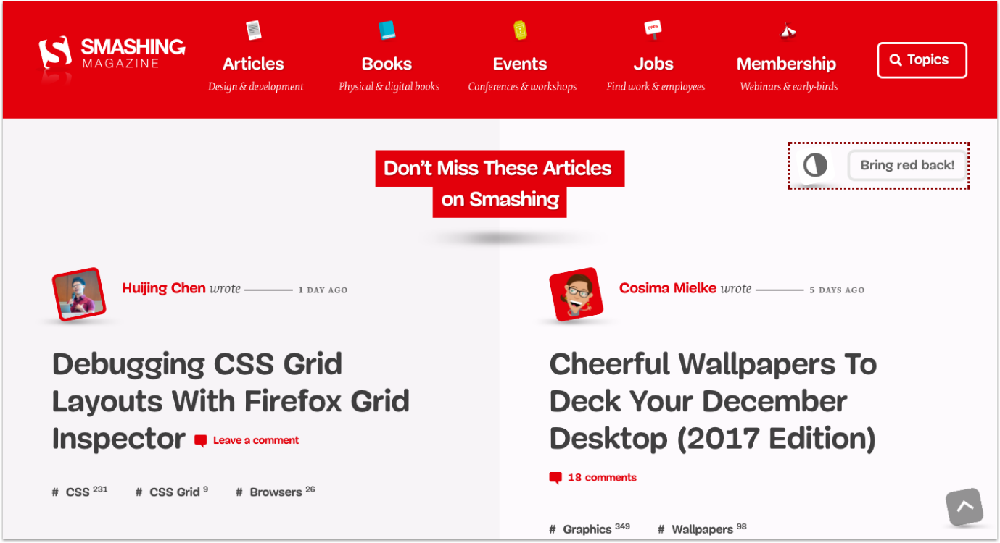 SMASHING
MAGAZINE
Articles
Design & development
Books
Physical & digital books
Events
Conferences & workshops
OPEN
Jobs
Find work & employees
Membership
Webinars & early-birds
Topics
Don’t Miss These Articles
on Smashing
Bring red back!
Huijing Chen wrote 1 DAY AGO
Debugging CSS Grid
Layouts With Firefox Grid
Inspector Leave a comment
# CSS 231 # CSS Grid 9 # Browsers 26
Cosima Mielke wrote 5 DAYS AGO
Cheerful Wallpapers To
Deck Your December
Desktop (2017 Edition)
18 comments
# Graphics 349 # Wallpapers 98